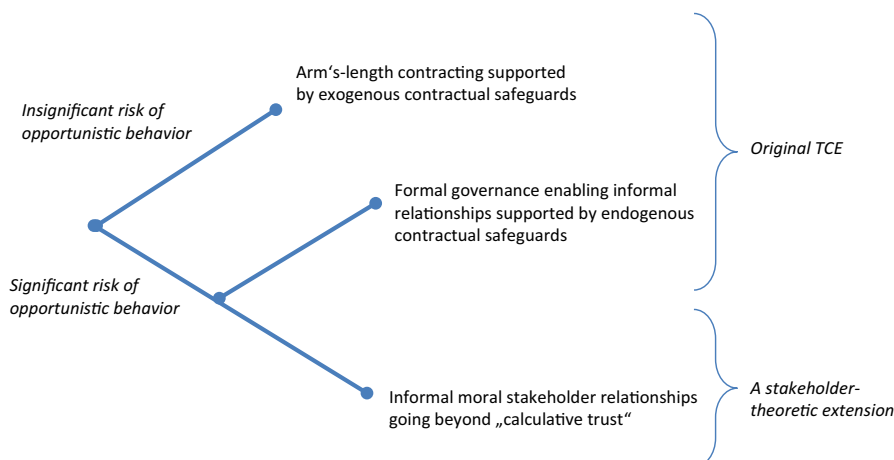 Arm‘s-length contracting supported
by exogenous contractual safeguards
Insignificant risk of
opportunistic behavior
Original TCE
Formal governance enabling informal
relationships supported by endogenous
contractual safeguards
Significant risk of
opportunistic behavior
Informal moral stakeholder relationships
going beyond „calculative trust“
A stakeholder-
theoretic extension